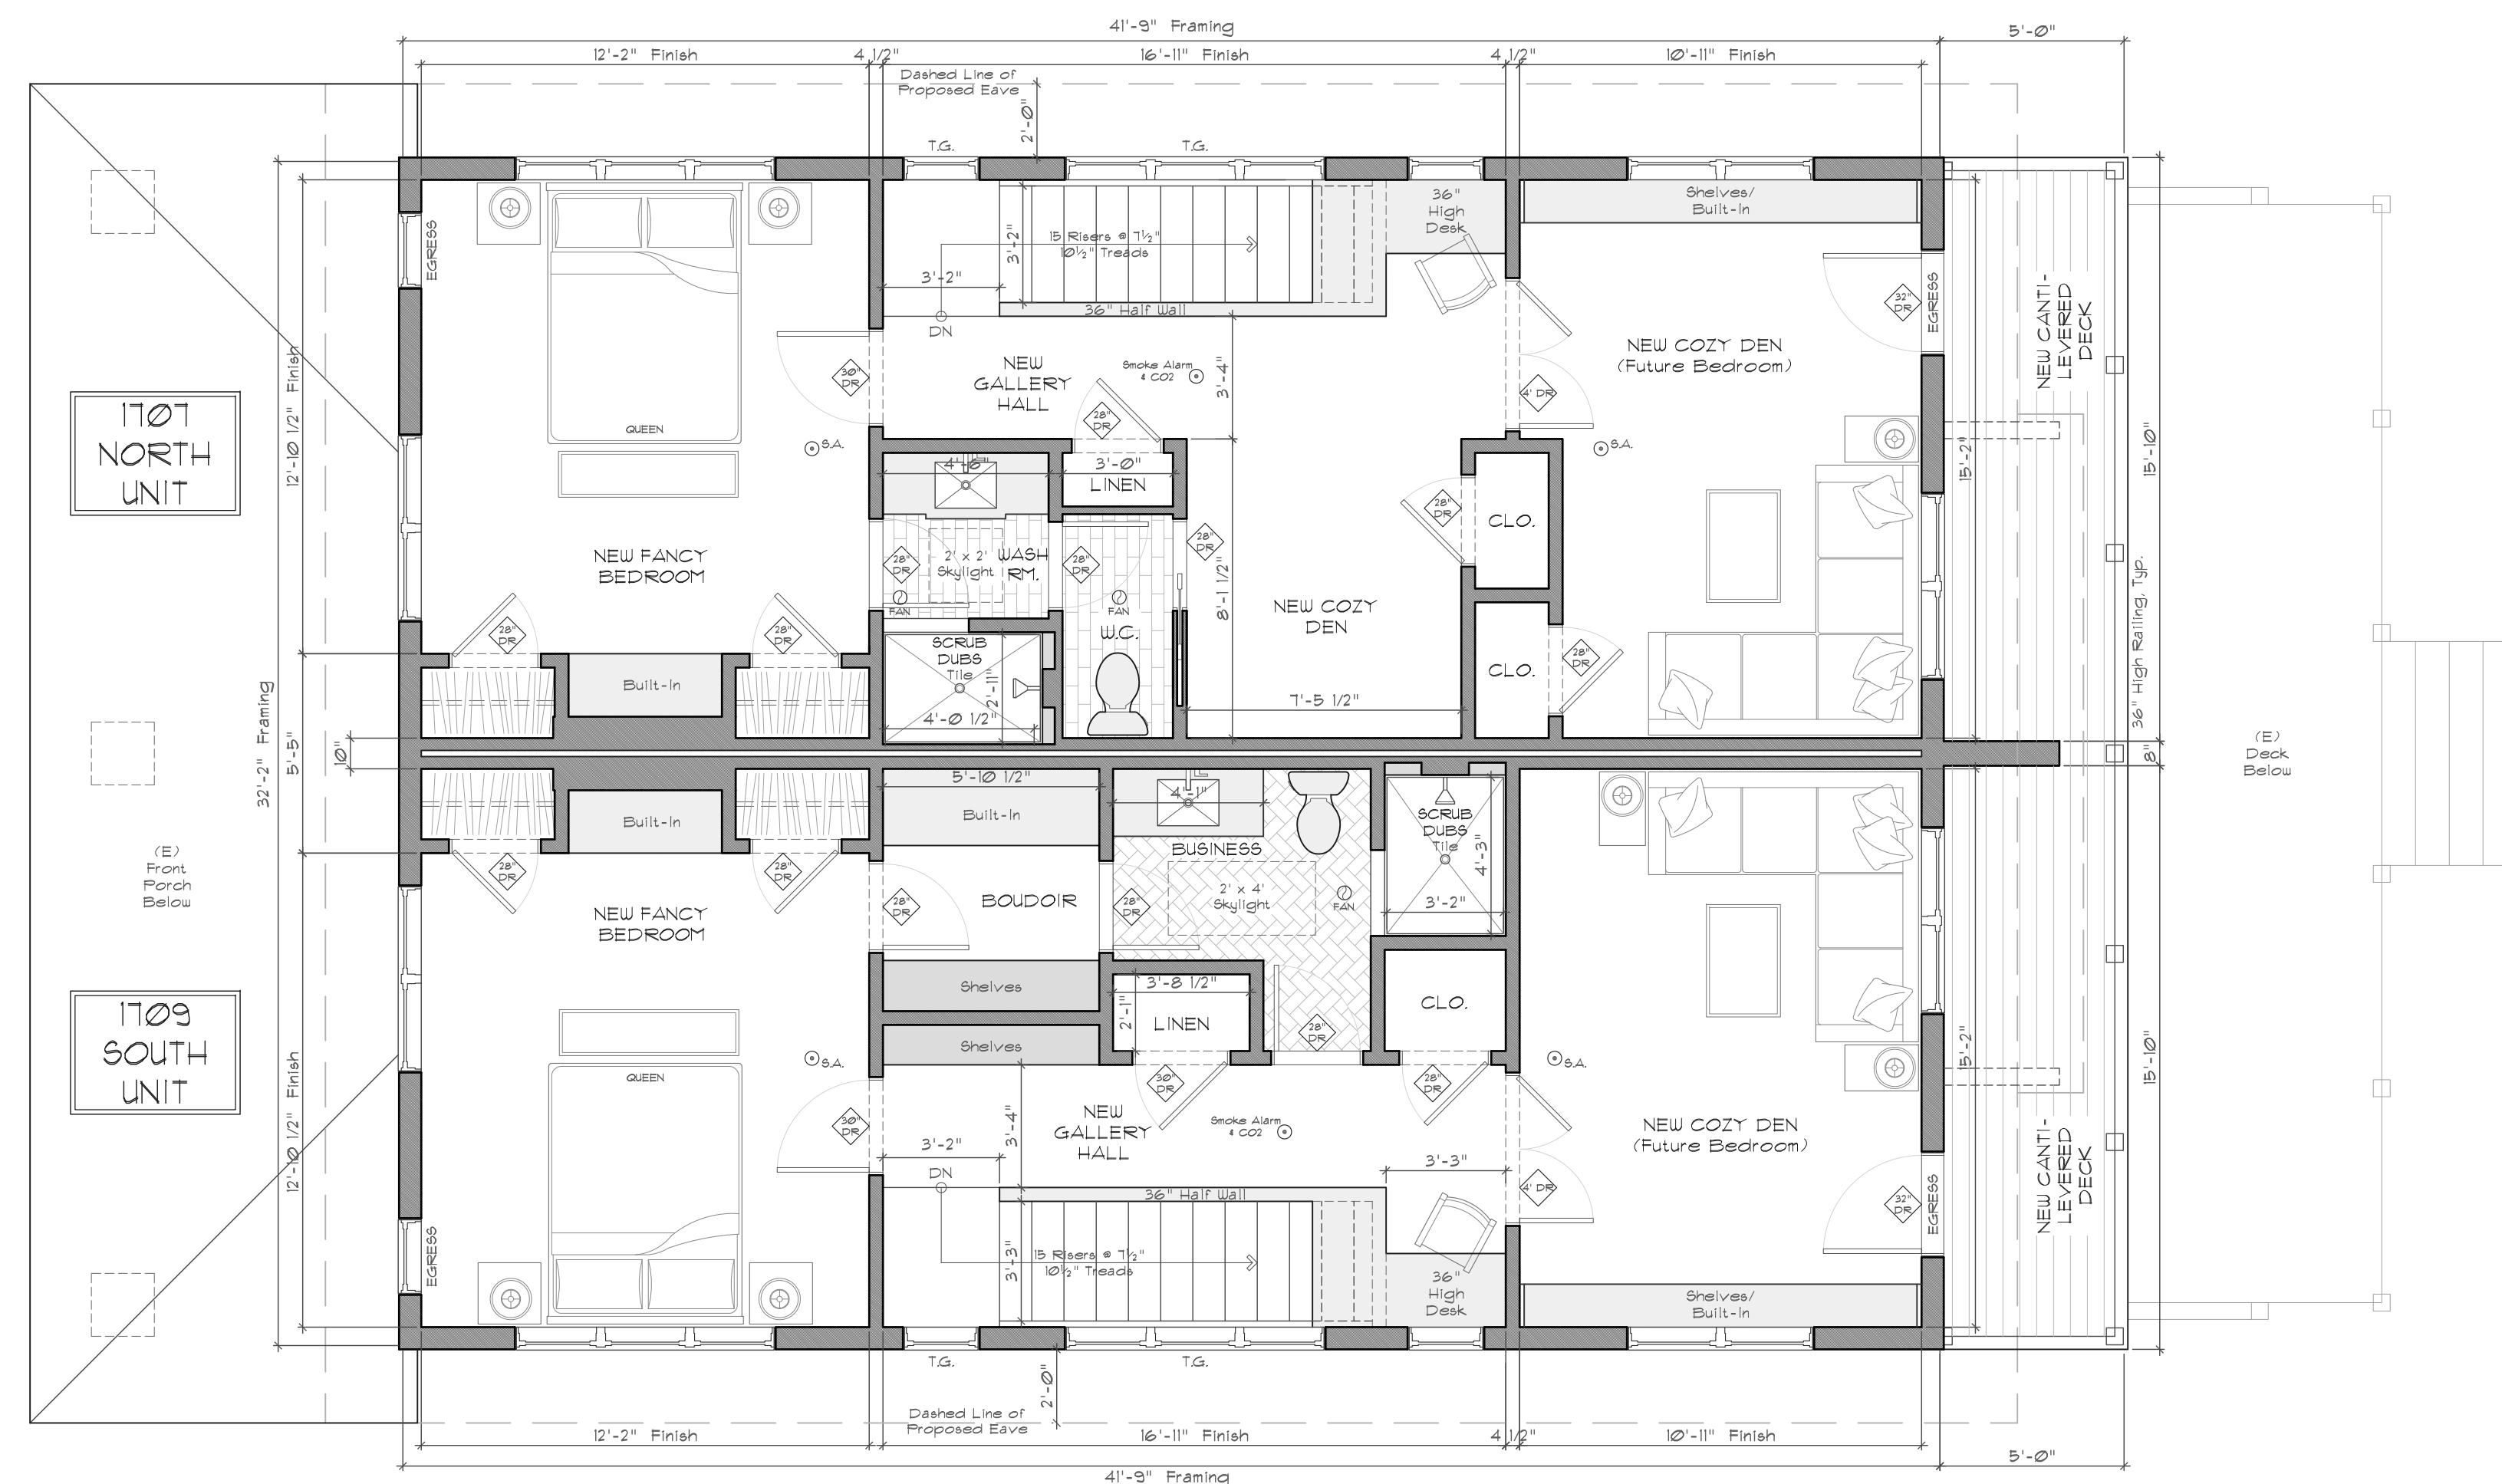 41'-9" Framing
5'-0"
12'-2" Finish
4 1/2"
16'-11" Finish
4 1/2"
10'-11" Finish
Dashed Line of
Proposed Eave
2'-0"
T.G.
T.G.
EGRESS
3'-2"
15 Risers @ 7½"
10½" Treads
3'-2"
36" Half Wall
DN
36"
High
Desk
Shelves/
Built-In
32"
DR
EGRESS
NEW CANTI-
LEVERED
DECK
NEW COZY DEN
(Future Bedroom)
NEW
GALLERY
HALL
Smoke Alarm
& CO2
3'-4"
30"
DR
28"
DR
4' DR
12'-10 1/2" Finish
1707
NORTH
UNIT
QUEEN
S.A.
S.A.
4'-6"
3'-0"
LINEN
15'-2"
15'-10"
CLO.
28"
DR
28"
DR
28"
DR
28"
DR
2' x 2'
Skylight
WASH
RM.
FAN
FAN
NEW FANCY
BEDROOM
8'-1 1/2"
NEW COZY
DEN
36" High Railing, Typ.
28"
DR
28"
DR
28"
DR
W.C.
SCRUB
DUBS
Tile
2'-11"
4'-0 1/2"
CLO.
Built-In
7'-5 1/2"
32'-2" Framing
5'-5"
10"
8"
(E)
Deck
Below
5'-10 1/2"
Built-In
4'-1"
Built-In
SCRUB
DUBS
Tile
4'-3"
3'-2"
BUSINESS
2' x 4'
Skylight
FAN
(E)
Front
Porch
Below
28"
DR
28"
DR
28"
DR
28"
DR
BOUDOIR
NEW FANCY
BEDROOM
Shelves
3'-8 1/2"
2'-1"
LINEN
CLO.
Shelves
28"
DR
1709
SOUTH
UNIT
QUEEN
S.A.
S.A.
15'-2"
15'-10"
12'-10 1/2" Finish
30"
DR
28"
DR
30"
DR
NEW
GALLERY
HALL
Smoke Alarm
& CO2
3'-4"
3'-2"
DN
3'-3"
4' DR
NEW COZY DEN
(Future Bedroom)
32"
DR
EGRESS
NEW CANTI-
LEVERED
DECK
36" Half Wall
EGRESS
3'-3"
15 Risers @ 7½"
10½" Treads
36"
High
Desk
Shelves/
Built-In
T.G.
T.G.
2'-0"
Dashed Line of
Proposed Eave
12'-2" Finish
16'-11" Finish
4 1/2"
10'-11" Finish
5'-0"
41'-9" Framing